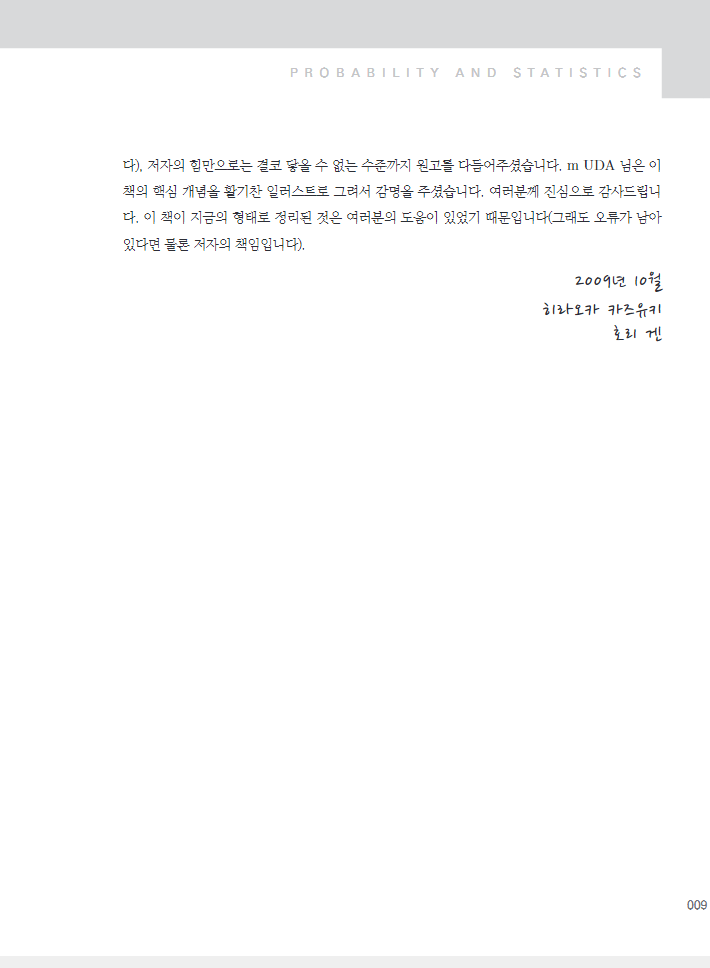 PROBABILITY AND STATISTICS
다), 저자의 힘만으로는 결코 닿을 수 없는 수준까지 원고를 다듬어주셨습니다. m UDA 님은 이
책의 핵심 개념을 활기찬 일러스트로 그려서 감명을 주셨습니다. 여러분께 진심으로 감사드립니
다. 이 책이 지금의 형태로 정리된 것은 여러분의 도움이 있었기 때문입니다(그래도 오류가 남아
있다면 물론 저자의 책임입니다).
2009년 10월
히라오카 카즈유키
호리 겐
009